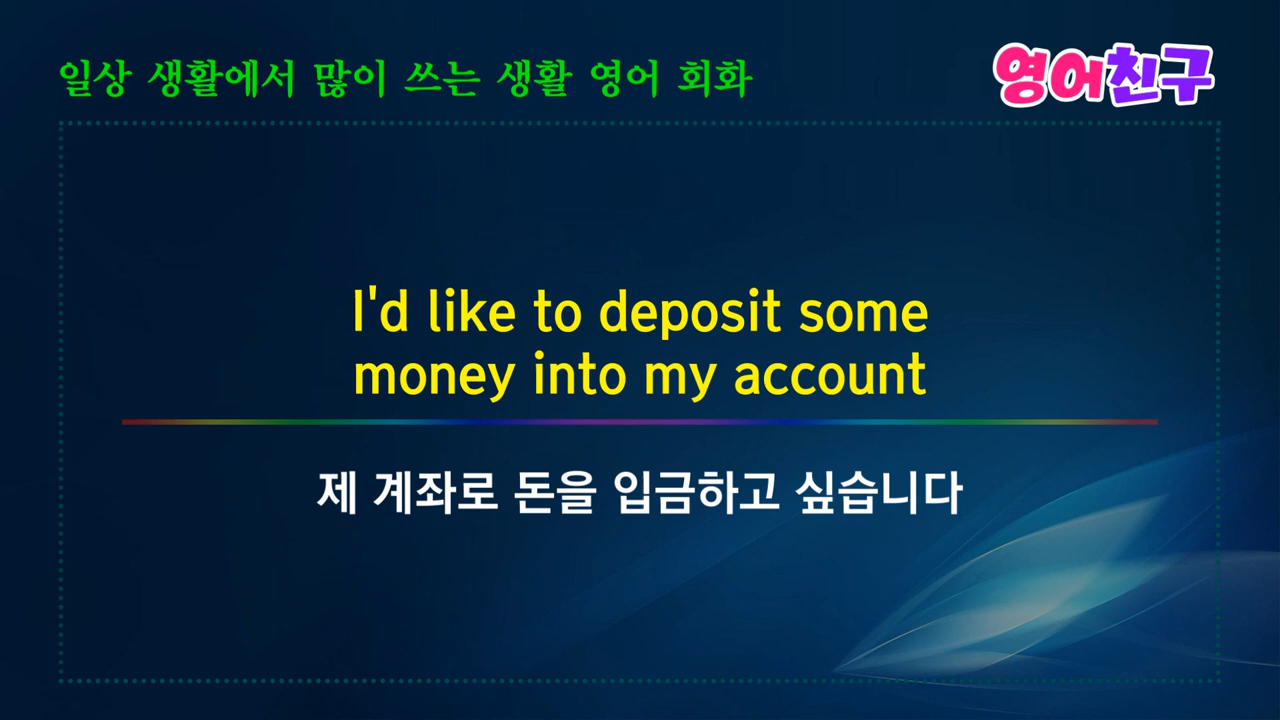 일상 생활에서 많이 쓰는 생활 영어 회화
영어친구
I'd like to deposit some
money into my account
제 계좌로 돈을 입금하고 싶습니다